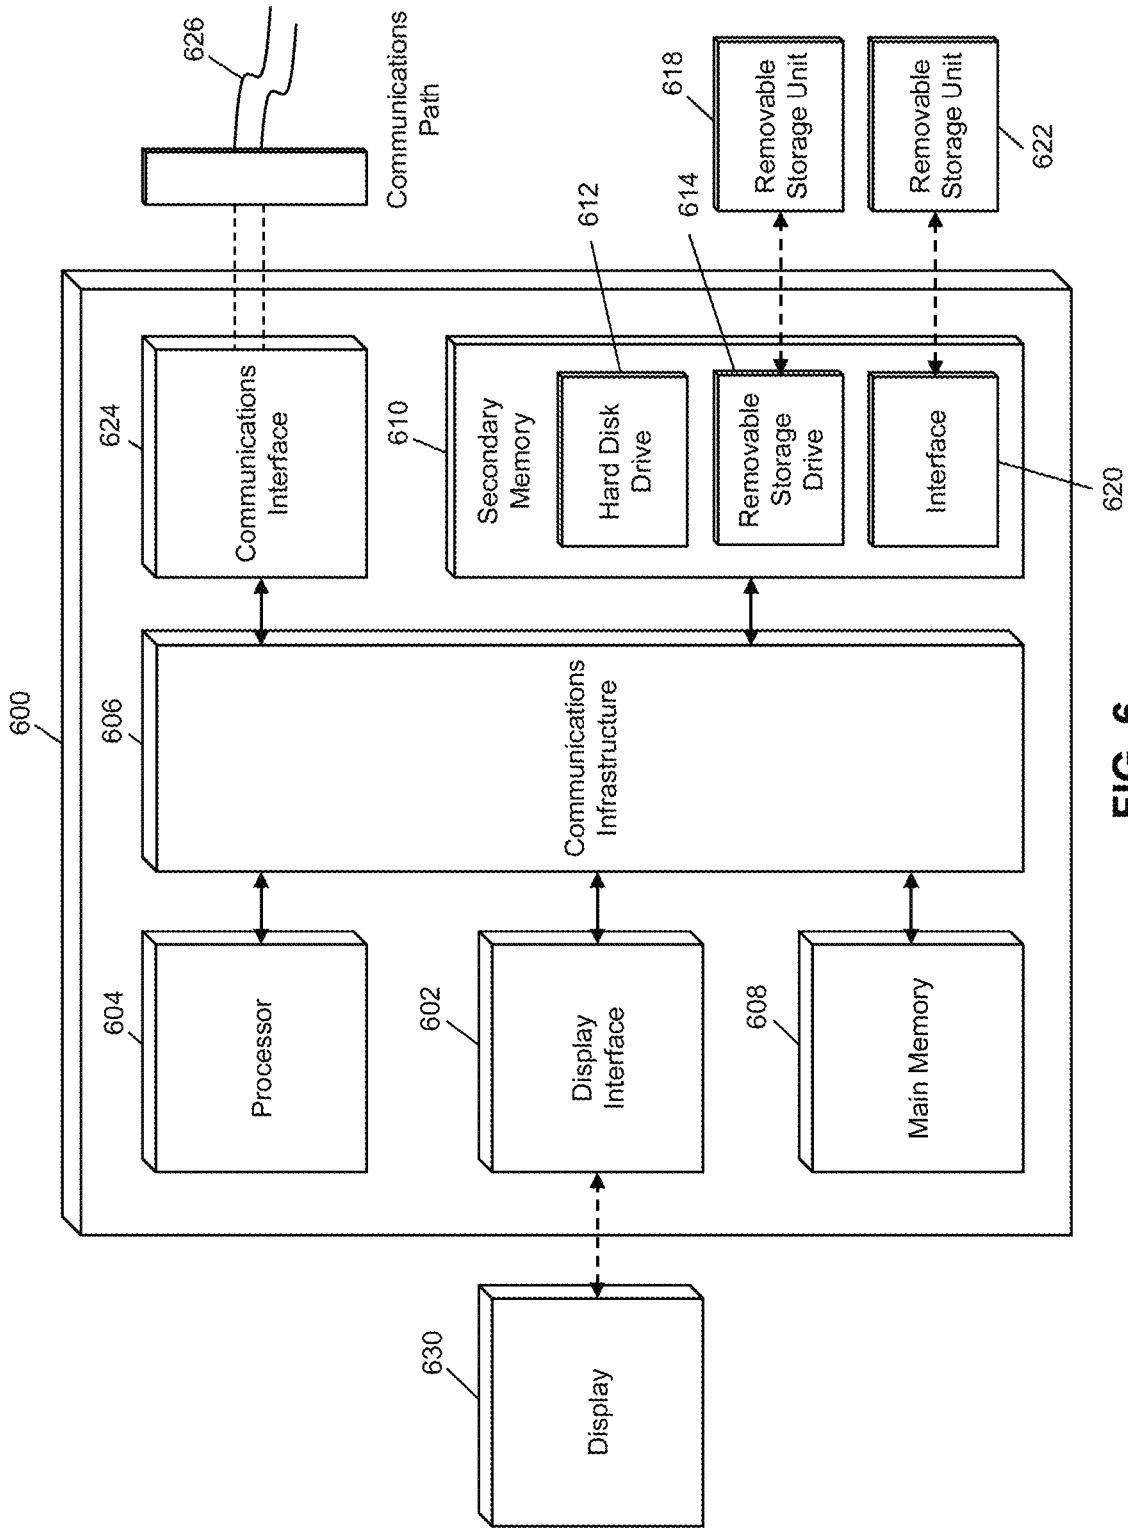 600
604
Processor
606
624
Communications
Interface
626
Communications
Path
630
Display
602
Display
Interface
Communications
Infrastructure
610
Secondary
Memory
612
Hard Disk
Drive
608
Main Memory
614
Removable
Storage
Drive
618
Removable
Storage Unit
620
Interface
622
Removable
Storage Unit
FIG. 6